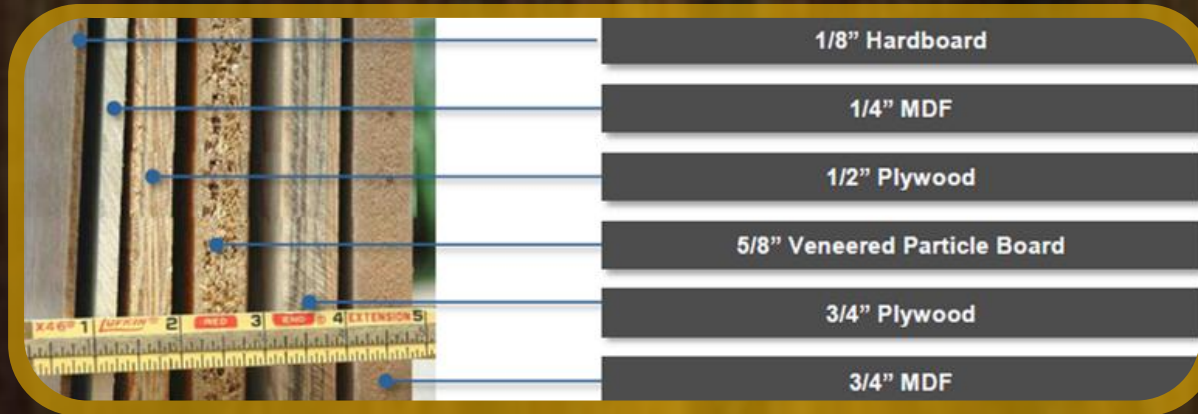 1/8” Hardboard
1/4” MDF
1/2” Plywood
5/8” Veneered Particle Board
3/4” Plywood
3/4” MDF
X46 1 LUFKIN 2 RED 3 END 4 EXTENSION 5